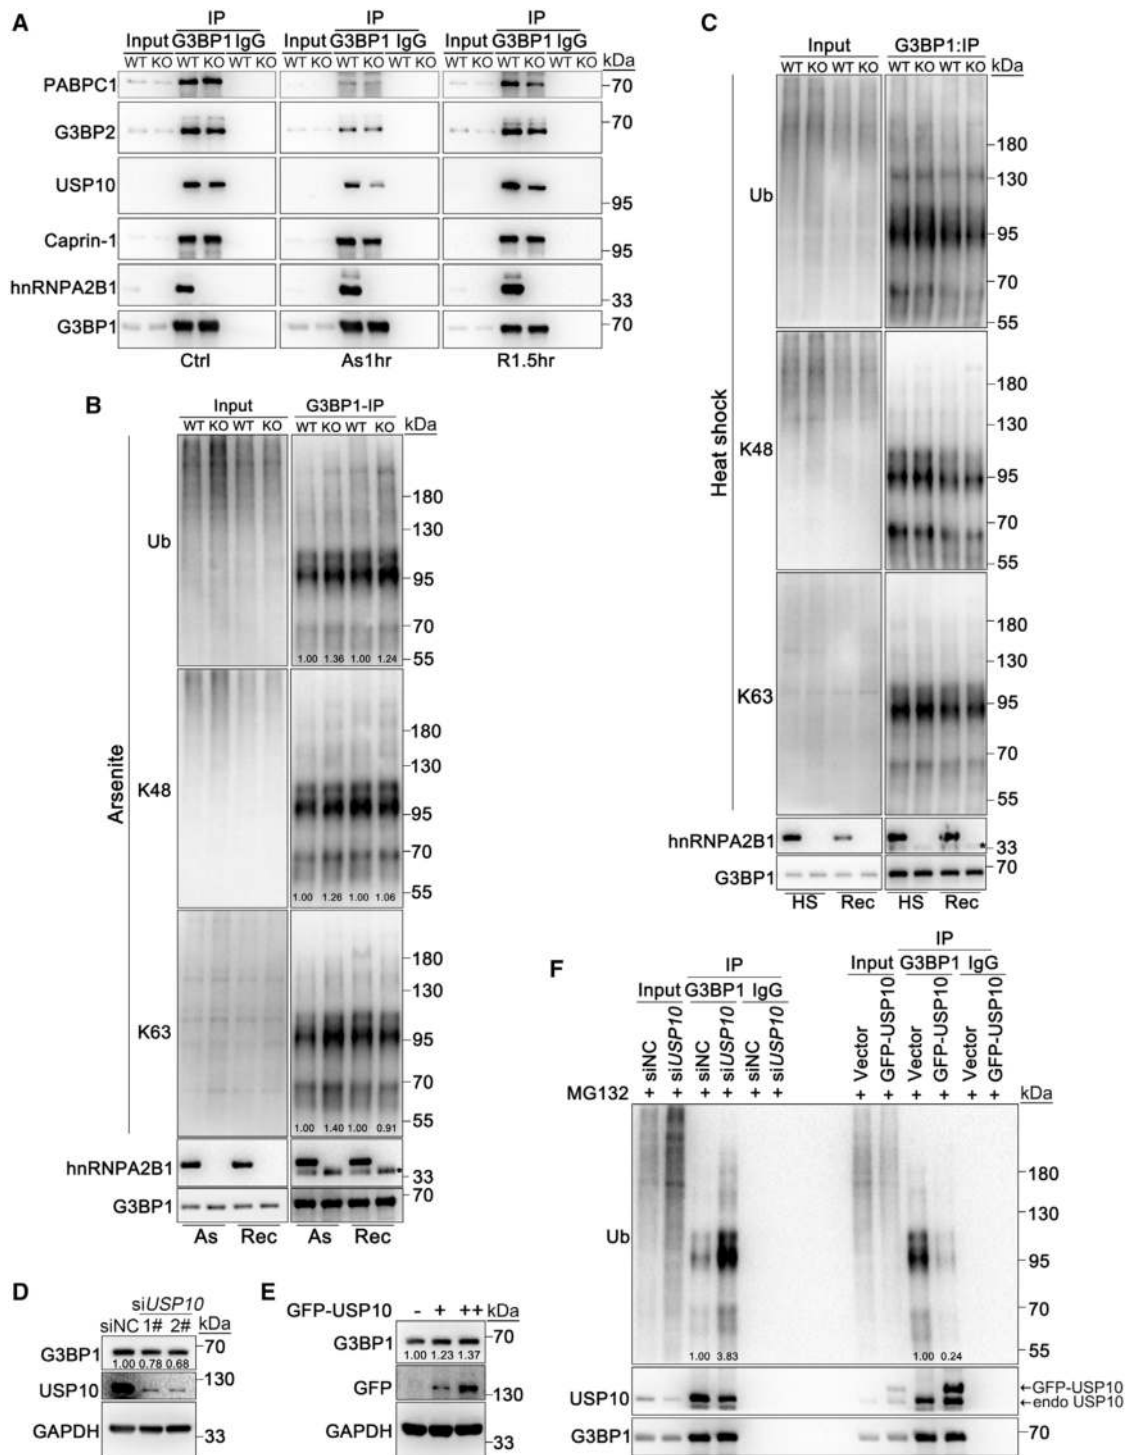 A
IP IP IP
Input G3BP1 IgG Input G3BP1 IgG Input G3BP1 IgG
WT KO WT KO WT KO WT KO WT KO WT KO WT KO WT KO WT KO kDa
PABPC1 70
G3BP2 70
USP10 95
Caprin-1 95
hnRNPA2B1 33
G3BP1 70
Ctrl As1hr R1.5hr
B
Input G3BP1-IP
WT KO WT KO WT KO WT KO kDa
Arsenite
Ub
180
130
95
70
1.00 1.36 1.00 1.24 55
K48
180
130
95
70
1.00 1.26 1.00 1.06 55
K63
180
130
95
70
1.00 1.40 1.00 0.91 55
hnRNPA2B1 * 33
G3BP1 70
As Rec As Rec
C
Input G3BP1:IP
WT KO WT KO WT KO WT KO kDa
Heat shock
Ub
180
130
95
70
55
K48
180
130
95
70
55
K63
180
130
95
70
55
hnRNPA2B1 * 33
G3BP1 70
HS Rec HS Rec
D
siUSP10
siNC 1# 2# kDa
G3BP1 70
1.00 0.78 0.68
USP10 130
GAPDH 33
E
GFP-USP10 - + ++ kDa
G3BP1 70
1.00 1.23 1.37
GFP 130
GAPDH 33
F
IP IP
Input G3BP1 IgG Input G3BP1 IgG
siNC siUSP10 siNC siUSP10 siNC siUSP10 Vector GFP-USP10 Vector GFP-USP10 Vector GFP-USP10
MG132 + + + + + + + + + + + + kDa
Ub
180
130
95
70
1.00 3.83 1.00 0.24 55
USP10 ←GFP-USP10
←endo USP10
G3BP1 70